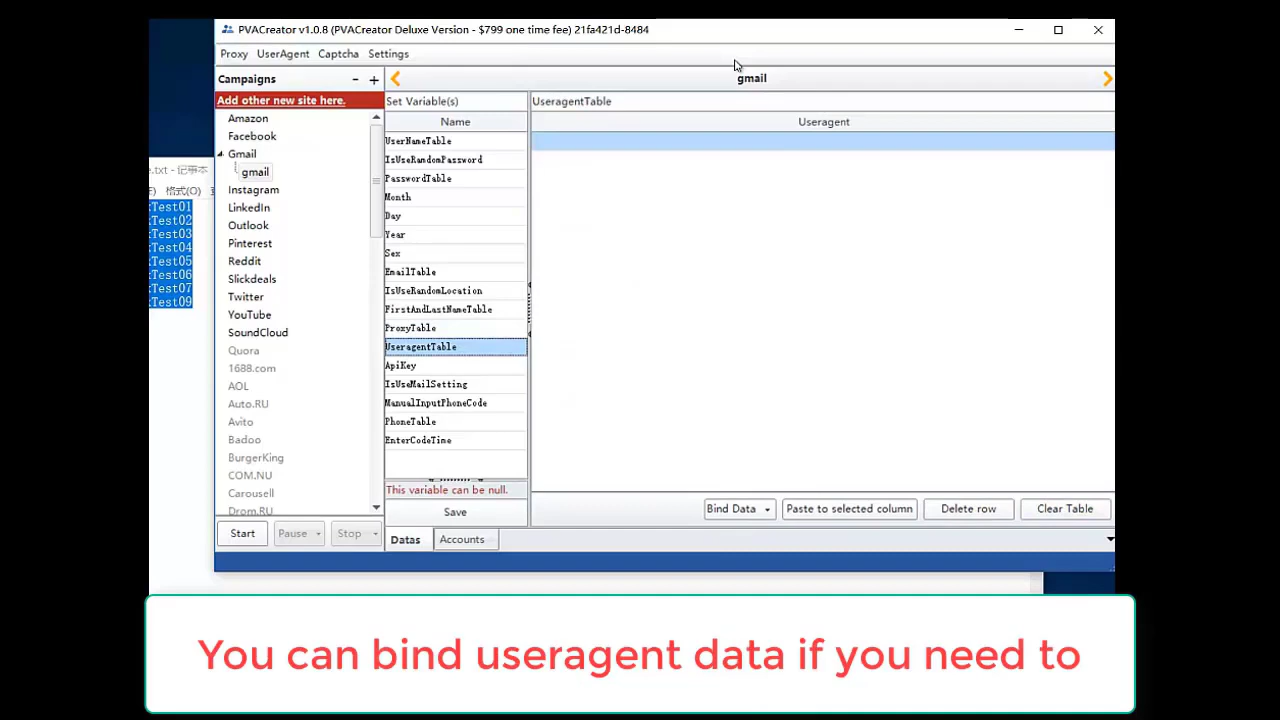 PVACreator v1.0.8 (PVACreator Deluxe Version - $799 one time fee) 21fa421d-8484
Proxy UserAgent Captcha Settings
Campaigns - +
gmail
Add other new site here.
Amazon
Facebook
Gmail
gmail
Instagram
LinkedIn
Outlook
Pinterest
Reddit
Slickdeals
Twitter
YouTube
SoundCloud
Quora
1688.com
AOL
Auto.RU
Avito
Badoo
BurgerKing
COM.NU
Carousell
Drom.RU
Start Pause Stop
Set Variable(s)
Name
UserNameTable
IsUseRandomPassword
PasswordTable
Month
Day
Year
Sex
EmailTable
IsUseRandomLocation
FirstAndLastNameTable
ProxyTable
UseragentTable
ApiKey
IsUseMailSetting
ManualInputPhoneCode
PhoneTable
EnterCodeTime
This variable can be null.
Save
Datas Accounts
UseragentTable
Useragent
Bind Data Paste to selected column Delete row Clear Table
.txt - 记事本
格式(O)
Test01
Test02
Test03
Test04
Test05
Test06
Test07
Test09
You can bind useragent data if you need to